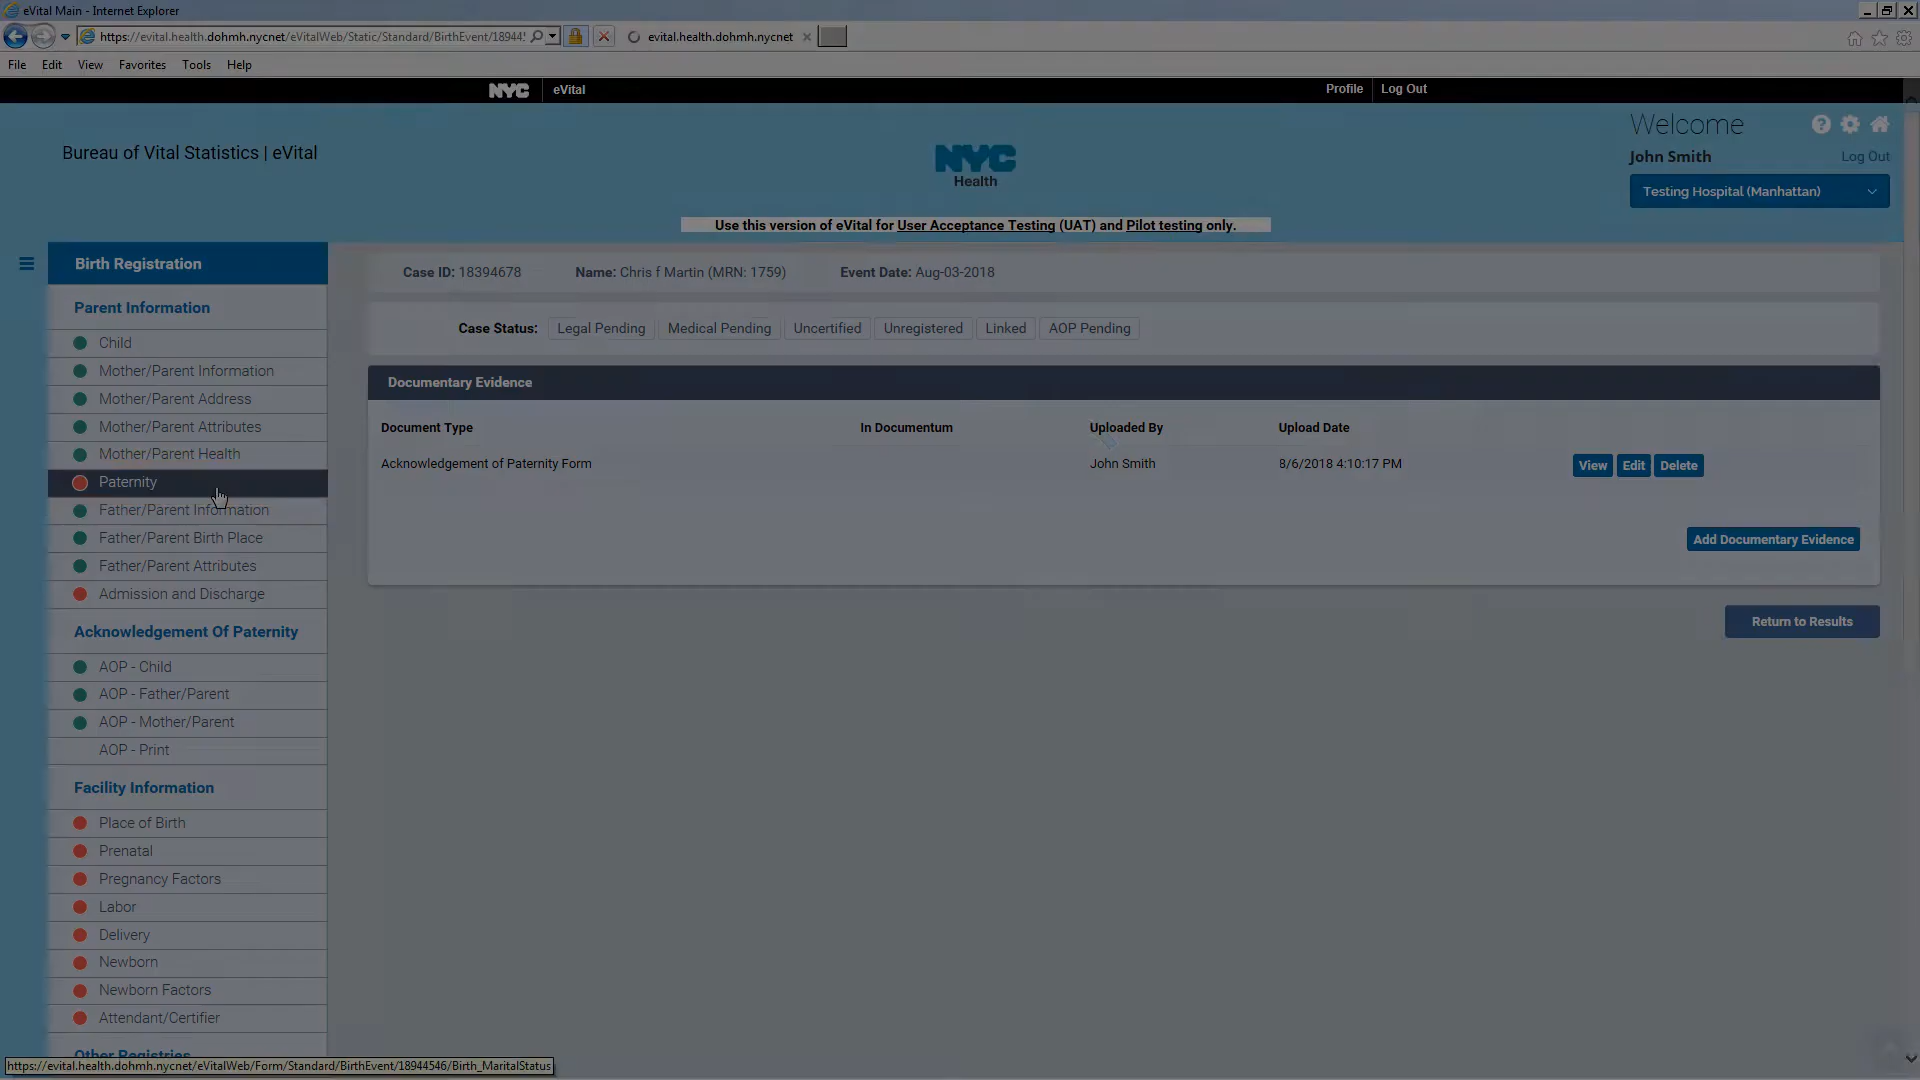 eVital Main - Internet Explorer
https://evital.health.dohmh.nycnet/eVitalWeb/Static/Standard/BirthEvent/18944!
evital.health.dohmh.nycnet
File Edit View Favorites Tools Help
NYC eVital Profile Log Out
Welcome
Bureau of Vital Statistics | eVital
NYC
Health
John Smith Log Out
Testing Hospital (Manhattan)
Use this version of eVital for User Acceptance Testing (UAT) and Pilot testing only.
Birth Registration
Case ID: 18394678 Name: Chris f Martin (MRN: 1759) Event Date: Aug-03-2018
Parent Information
Case Status: Legal Pending Medical Pending Uncertified Unregistered Linked AOP Pending
Child
Mother/Parent Information
Mother/Parent Address
Mother/Parent Attributes
Mother/Parent Health
Paternity
Father/Parent Information
Father/Parent Birth Place
Father/Parent Attributes
Admission and Discharge
Documentary Evidence
Document Type In Documentum Uploaded By Upload Date
Acknowledgement of Paternity Form John Smith 8/6/2018 4:10:17 PM View Edit Delete
Add Documentary Evidence
Return to Results
Acknowledgement Of Paternity
AOP - Child
AOP - Father/Parent
AOP - Mother/Parent
AOP - Print
Facility Information
Place of Birth
Prenatal
Pregnancy Factors
Labor
Delivery
Newborn
Newborn Factors
Attendant/Certifier
Other Registries
https://evital.health.dohmh.nycnet/eVitalWeb/Form/Standard/BirthEvent/18944546/Birth_MaritalStatus